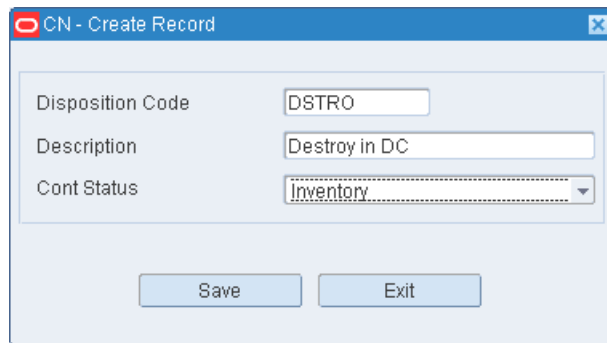 CN - Create Record
Disposition Code DSTRO
Description Destroy in DC
Cont Status Inventory
Save Exit